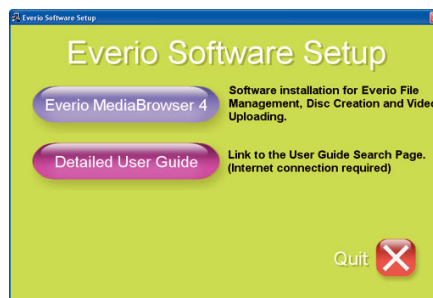 Everio Software Setup
Everio Software Setup
Everio MediaBrowser 4
Software installation for Everio File
Management, Disc Creation and Video
Uploading.
Detailed User Guide
Link to the User Guide Search Page.
(Internet connection required)
Quit